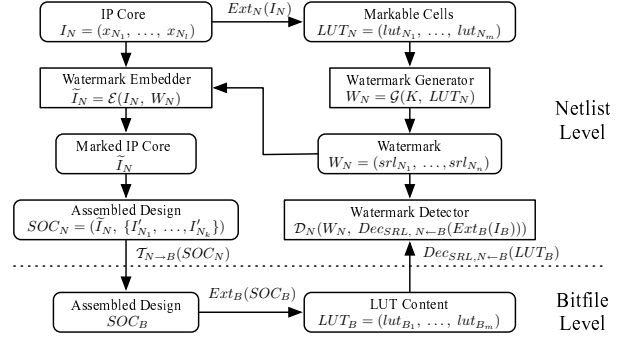 IP Core
I_N = (x_{N_1}, ..., x_{N_l})
Ext_N(I_N)
Markable Cells
LUT_N = (lut_{N_1}, ..., lut_{N_m})
Watermark Embedder
Ĩ_N = ℰ(I_N, W_N)
Watermark Generator
W_N = 𝒢(K, LUT_N)
Netlist
Level
Marked IP Core
Ĩ_N
Watermark
W_N = (srl_{N_1}, ..., srl_{N_n})
Assembled Design
SOC_N = (Ĩ_N, {I'_{N_1}, ..., I'_{N_k}})
Watermark Detector
𝒟_N(W_N, Dec_{SRL, N←B}(Ext_B(I_B)))
𝒯_{N→B}(SOC_N)
Dec_{SRL, N←B}(LUT_B)
Assembled Design
SOC_B
Ext_B(SOC_B)
LUT Content
LUT_B = (lut_{B_1}, ..., lut_{B_m})
Bitfile
Level